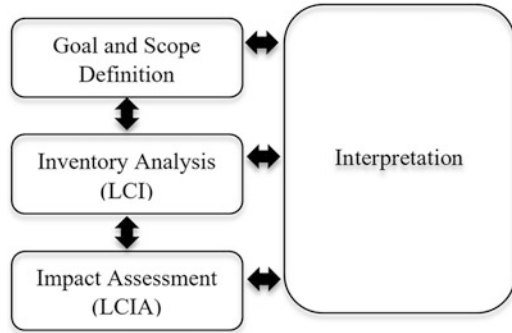 Goal and Scope
Definition
Inventory Analysis
(LCI)
Interpretation
Impact Assessment
(LCIA)